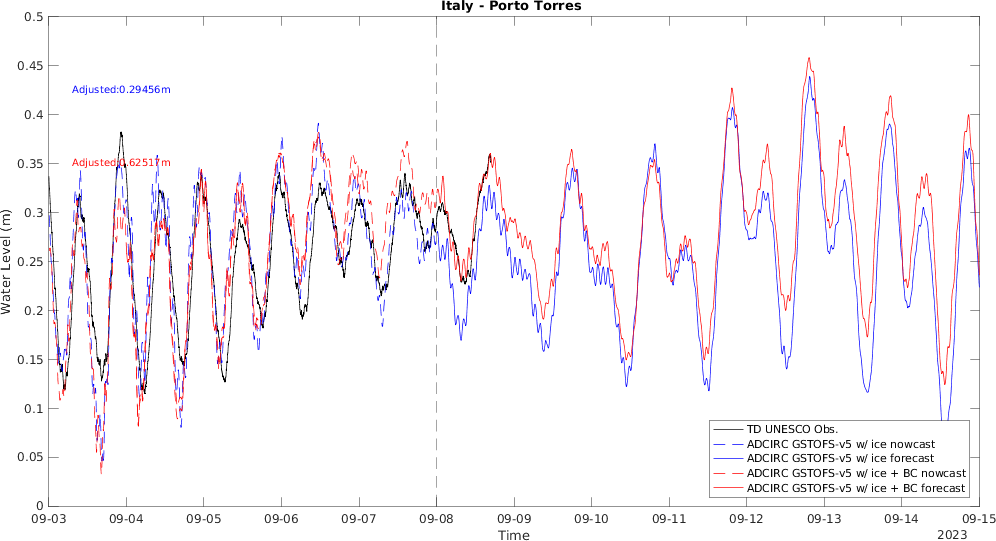 Italy - Porto Torres
Water Level (m)
0.5
0.45
0.4
0.35
0.3
0.25
0.2
0.15
0.1
0.05
0
Adjusted:0.29456m
Adjusted:0.62517m
TD UNESCO Obs.
ADCIRC GSTOFS-v5 w/ ice nowcast
ADCIRC GSTOFS-v5 w/ ice forecast
ADCIRC GSTOFS-v5 w/ ice + BC nowcast
ADCIRC GSTOFS-v5 w/ ice + BC forecast
09-03 09-04 09-05 09-06 09-07 09-08 09-09 09-10 09-11 09-12 09-13 09-14 09-15
Time
2023